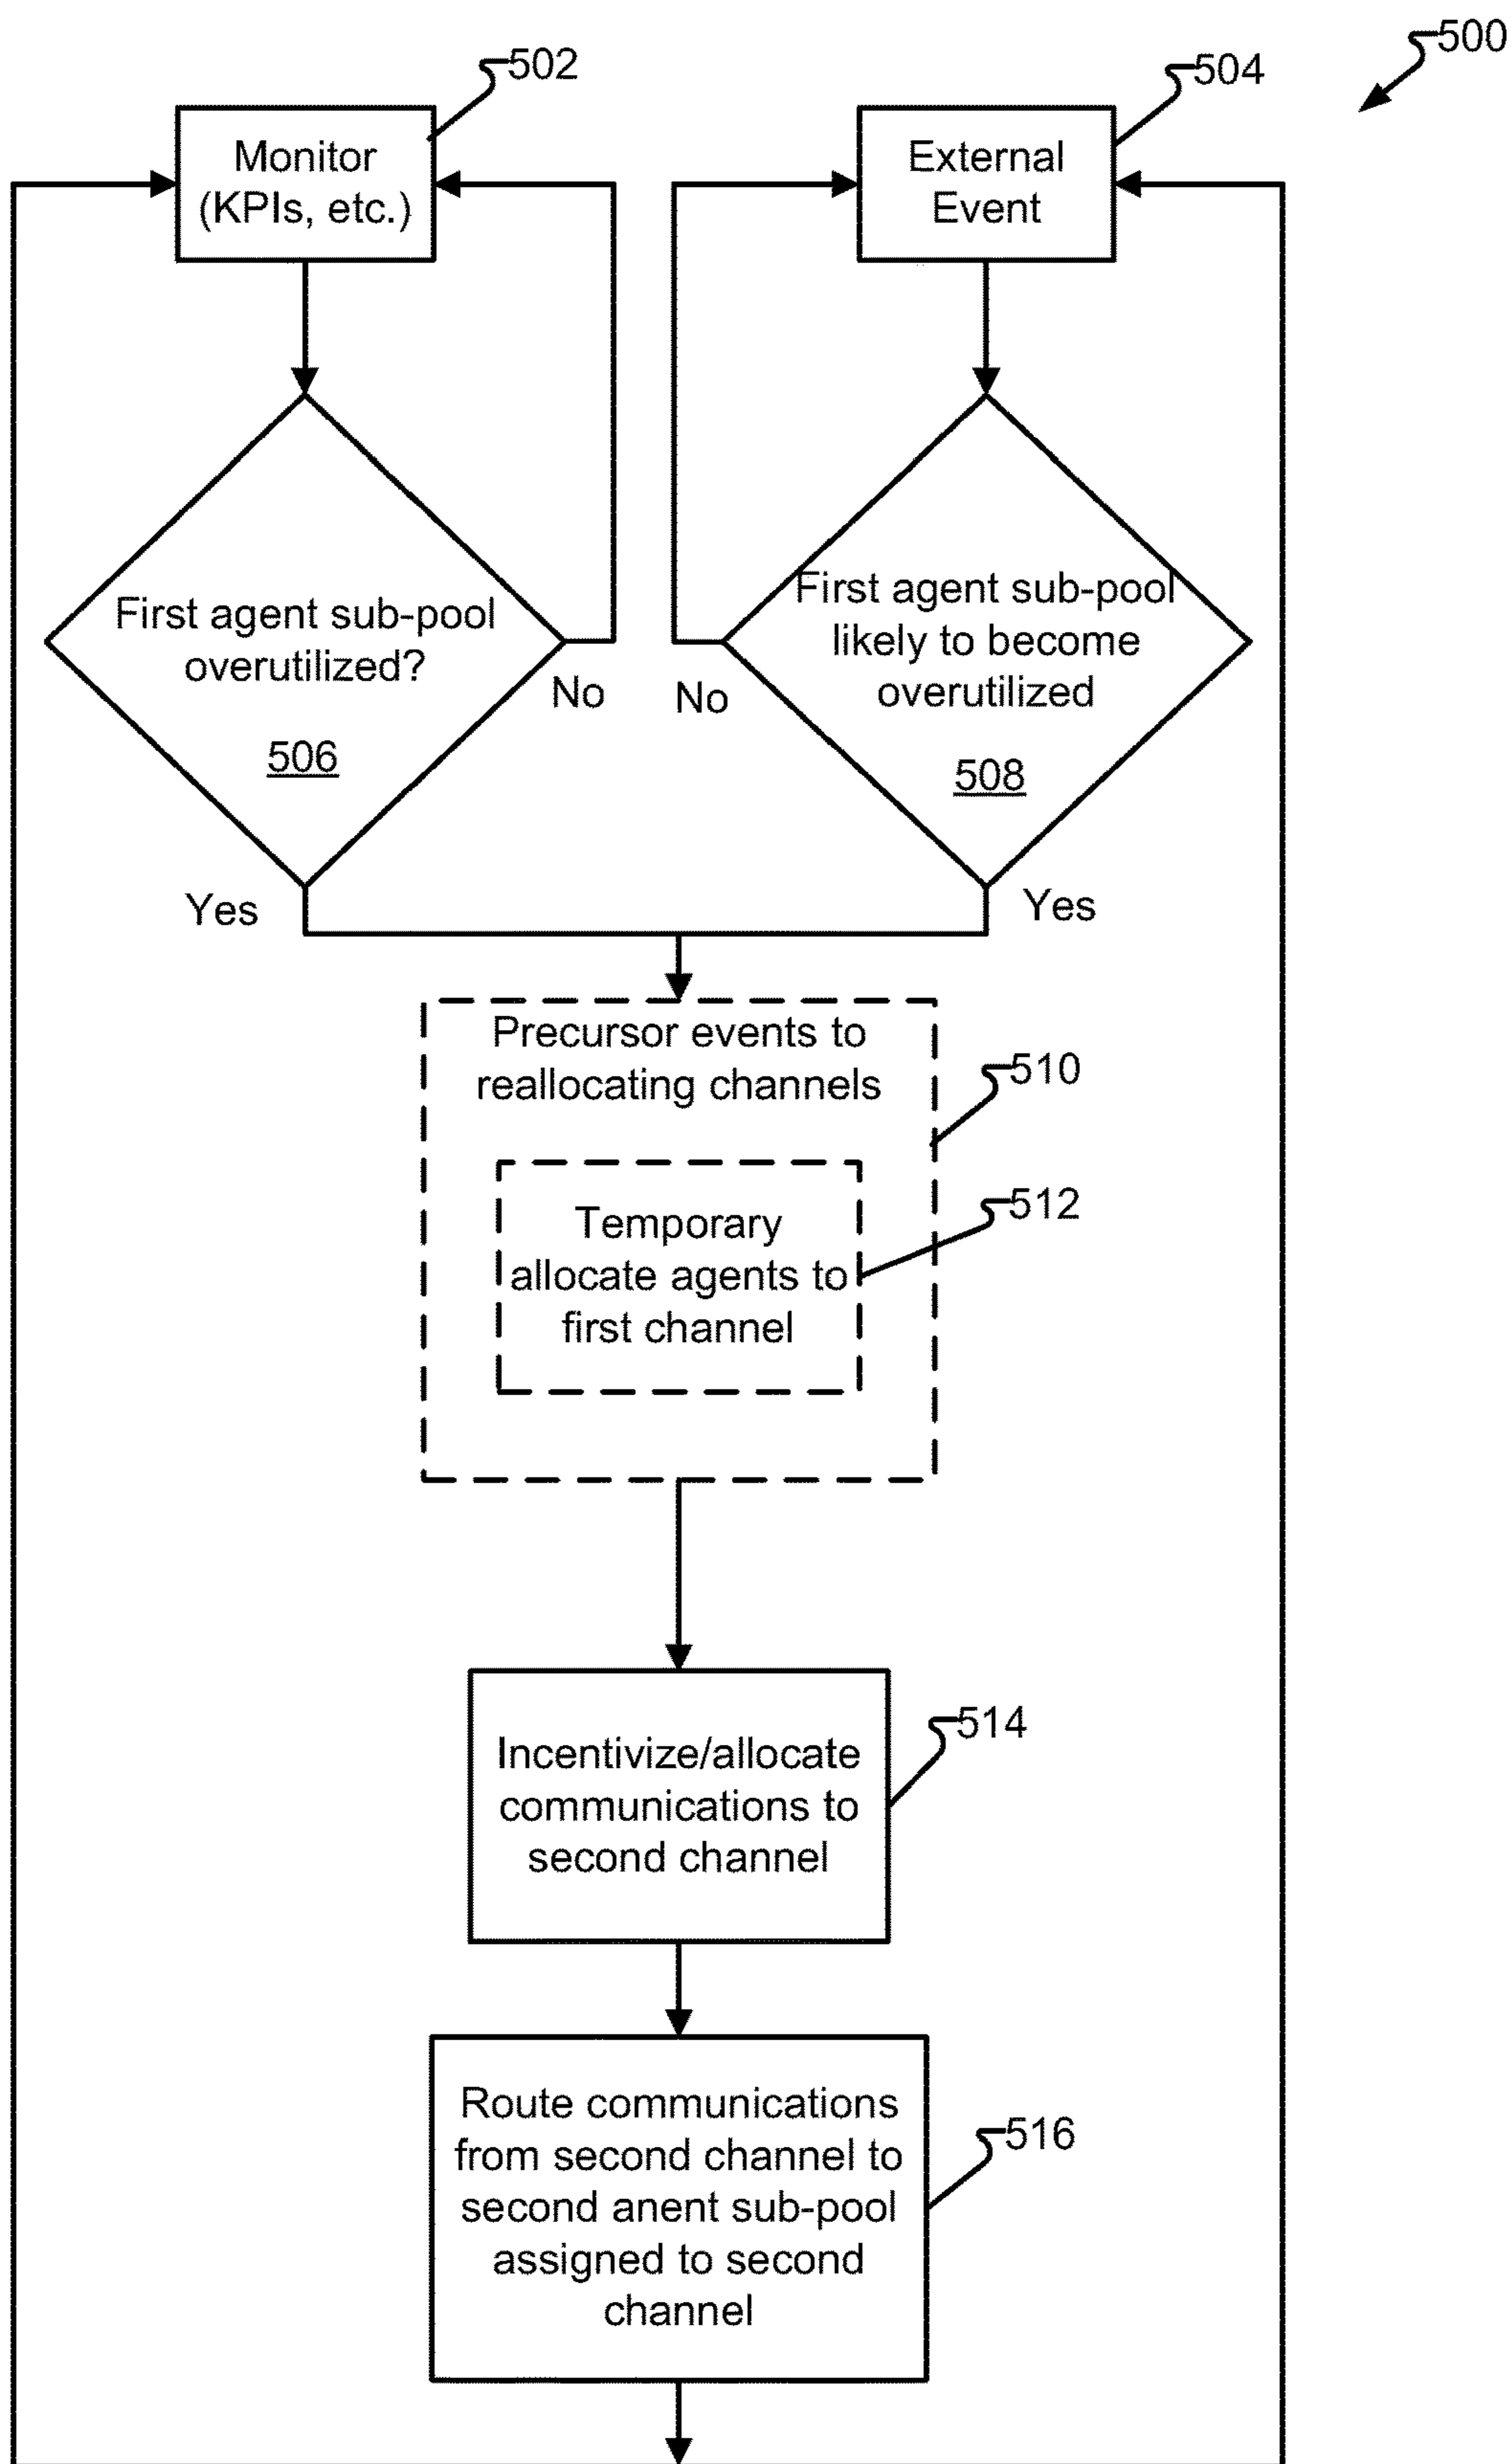 500
502
504
Monitor
(KPIs, etc.)
External
Event
First agent sub-pool
overutilized?
506
No
First agent sub-pool
likely to become
overutilized
508
No
Yes
Yes
Precursor events to
reallocating channels
510
Temporary
allocate agents to
first channel
512
Incentivize/allocate
communications to
second channel
514
Route communications
from second channel to
second anent sub-pool
assigned to second
channel
516